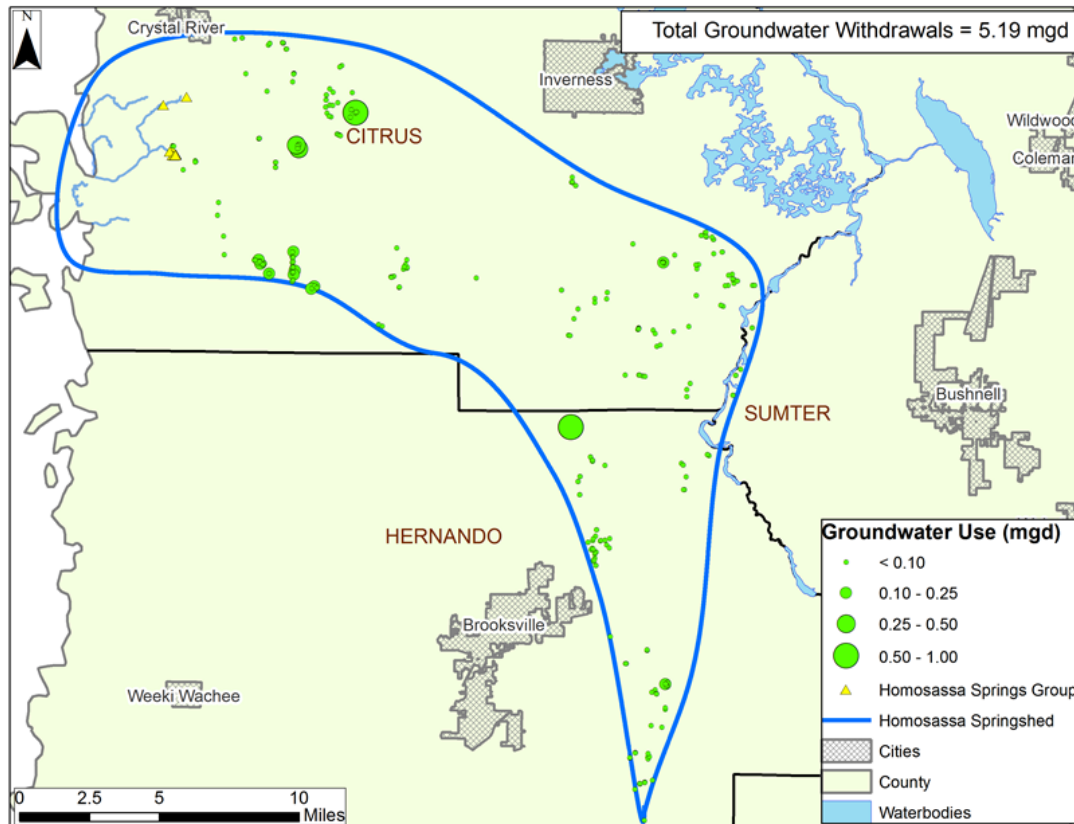 N
Crystal River
Total Groundwater Withdrawals = 5.19 mgd
Inverness
Wildwood
Coleman
CITRUS
Bushnell
SUMTER
HERNANDO
Brooksville
Weeki Wachee
Groundwater Use (mgd)
< 0.10
0.10 - 0.25
0.25 - 0.50
0.50 - 1.00
Homosassa Springs Group
Homosassa Springshed
Cities
County
Waterbodies
0 2.5 5 10
Miles